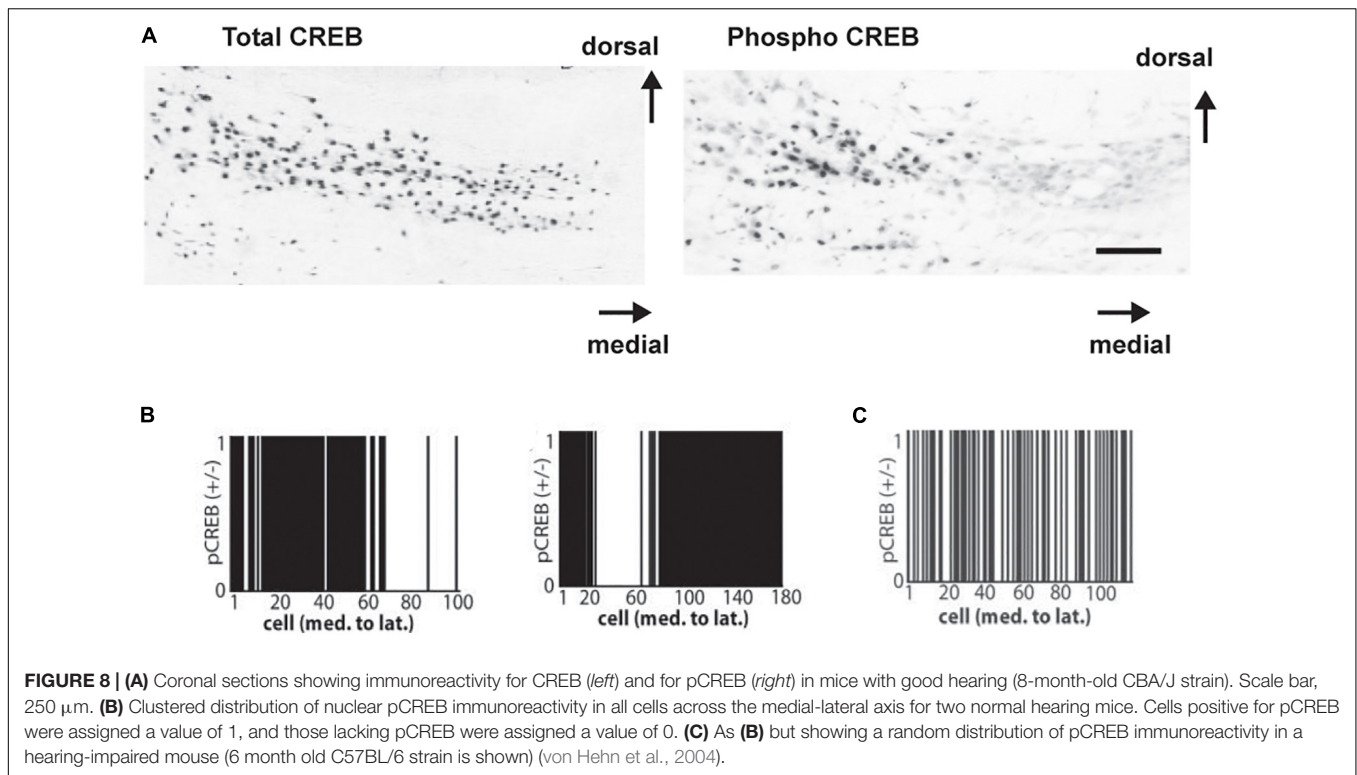 A
Total CREB
Phospho CREB
dorsal
dorsal
medial
medial
B
C
1
pCREB (+/-)
0
1 20 40 60 80 100
cell (med. to lat.)
1
pCREB (+/-)
0
1 20 60 100 140 180
cell (med. to lat.)
1
pCREB (+/-)
0
1 20 40 60 80 100
cell (med. to lat.)
FIGURE 8 | (A) Coronal sections showing immunoreactivity for CREB (left) and for pCREB (right) in mice with good hearing (8-month-old CBA/J strain). Scale bar,
250 μm. (B) Clustered distribution of nuclear pCREB immunoreactivity in all cells across the medial-lateral axis for two normal hearing mice. Cells positive for pCREB
were assigned a value of 1, and those lacking pCREB were assigned a value of 0. (C) As (B) but showing a random distribution of pCREB immunoreactivity in a
hearing-impaired mouse (6 month old C57BL/6 strain is shown) (von Hehn et al., 2004).